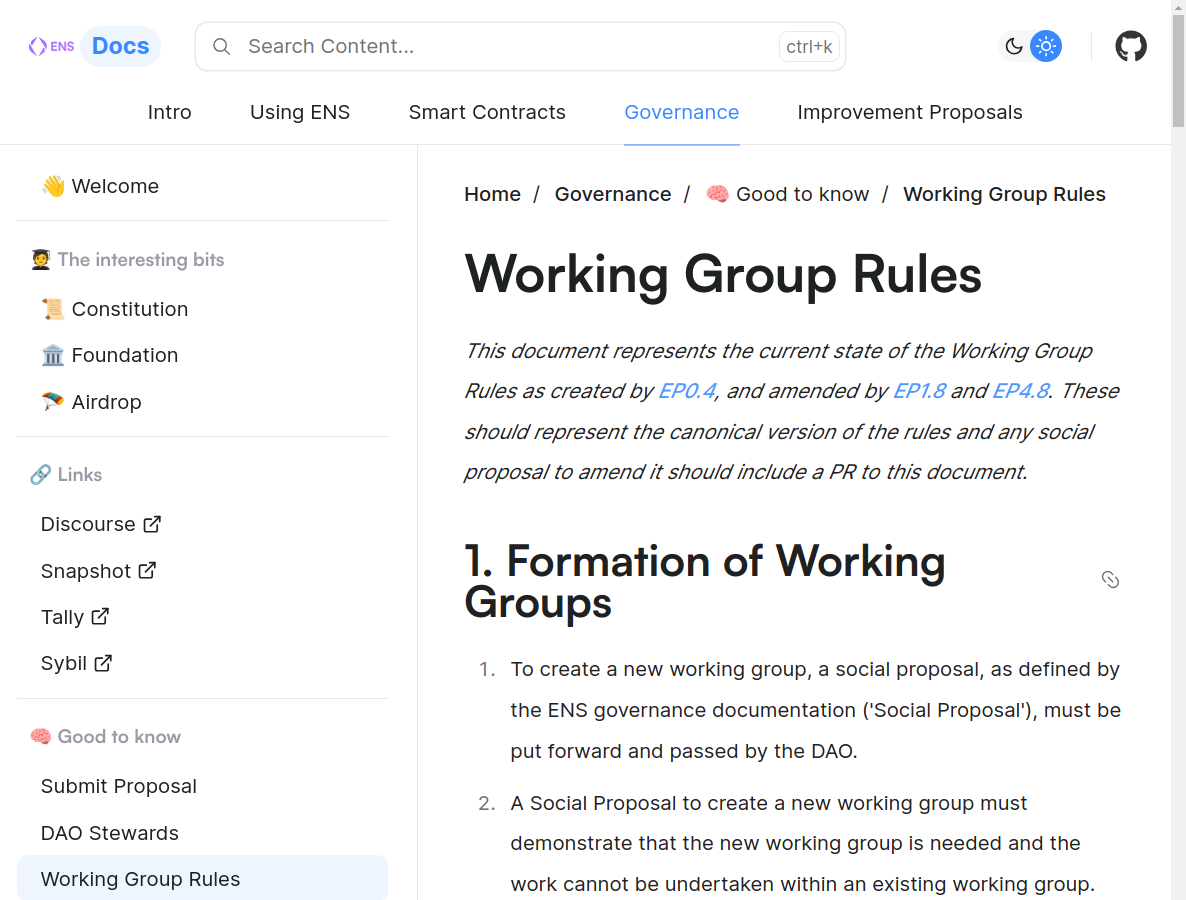 ENS Docs
Search Content...
ctrl+k
Intro
Using ENS
Smart Contracts
Governance
Improvement Proposals
👋 Welcome
🧑‍🎓 The interesting bits
📜 Constitution
🏛️ Foundation
🪂 Airdrop
🔗 Links
Discourse
Snapshot
Tally
Sybil
🧠 Good to know
Submit Proposal
DAO Stewards
Working Group Rules
Home / Governance / 🧠 Good to know / Working Group Rules
Working Group Rules
This document represents the current state of the Working Group
Rules as created by EP0.4, and amended by EP1.8 and EP4.8. These
should represent the canonical version of the rules and any social
proposal to amend it should include a PR to this document.
1. Formation of Working
Groups
1. To create a new working group, a social proposal, as defined by
the ENS governance documentation ('Social Proposal'), must be
put forward and passed by the DAO.
2. A Social Proposal to create a new working group must
demonstrate that the new working group is needed and the
work cannot be undertaken within an existing working group.